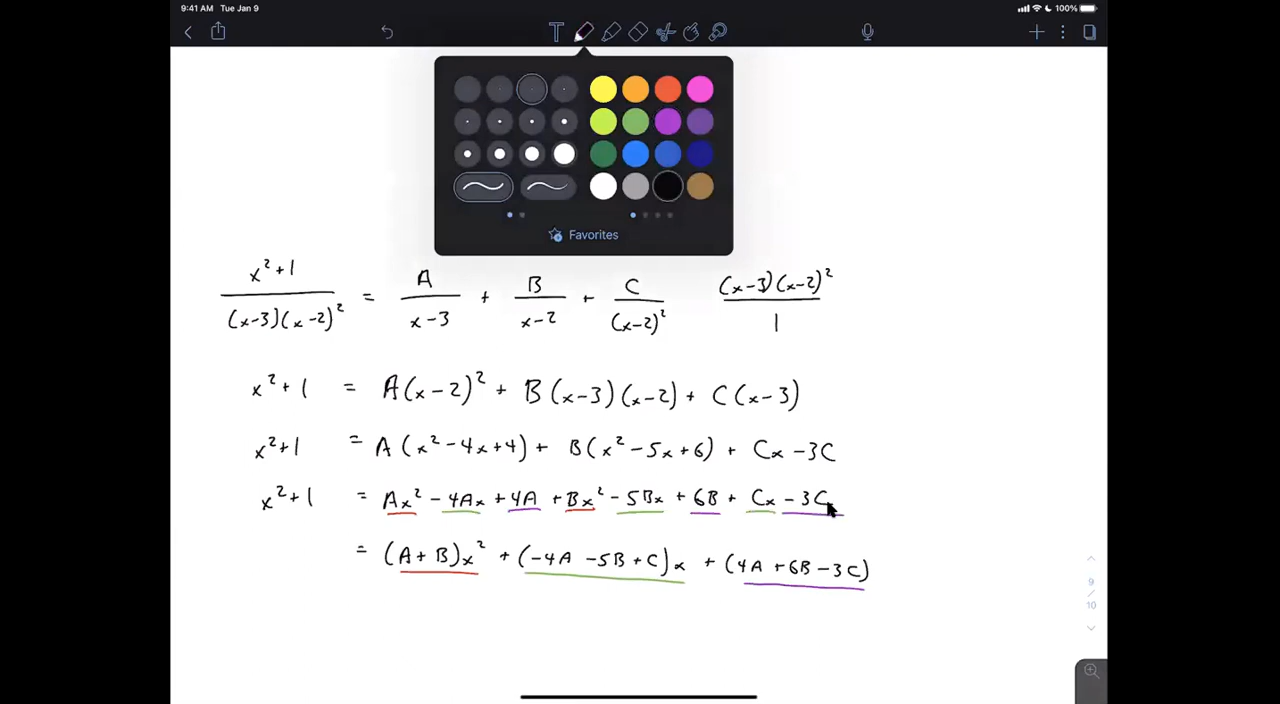 9:41 AM Tue Jan 9
100%
T
Favorites
x²+1 / (x-3)(x-2)² = A / x-3 + B / x-2 + C / (x-2)² (x-3)(x-2)² / 1
x²+1 = A(x-2)² + B(x-3)(x-2) + C(x-3)
x²+1 = A(x²-4x+4) + B(x²-5x+6) + Cx-3C
x²+1 = Ax² - 4Ax + 4A + Bx² - 5Bx + 6B + Cx - 3C
= (A+B)x² + (-4A-5B+C)x + (4A+6B-3C)
9
/
10